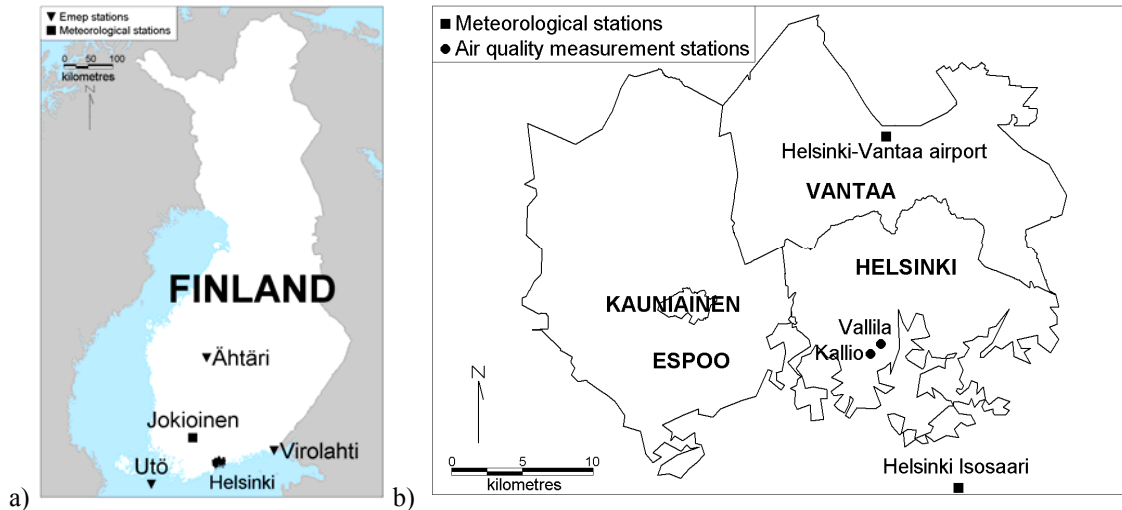 Emep stations
Meteorological stations
0 50 100
kilometres
N
FINLAND
Ähtäri
Jokioinen
Virolahti
Utö
Helsinki
a)
Meteorological stations
Air quality measurement stations
Helsinki-Vantaa airport
VANTAA
HELSINKI
KAUNIAINEN
Vallila
Kallio
ESPOO
N
0 5 10
kilometres
Helsinki Isosaari
b)